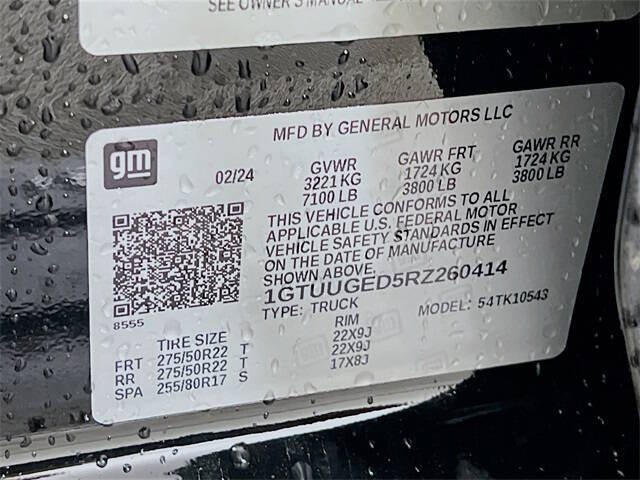 SEE OWNER'S MANUAL
MFD BY GENERAL MOTORS LLC
gm
02/24
GVWR
3221 KG
7100 LB
GAWR FRT
1724 KG
3800 LB
GAWR RR
1724 KG
3800 LB
THIS VEHICLE CONFORMS TO ALL
APPLICABLE U.S. FEDERAL MOTOR
VEHICLE SAFETY STANDARDS IN EFFECT
ON THE DATE OF MANUFACTURE
SHOWN ABOVE.
1GTUUGED5RZ260414
8555
TYPE: TRUCK MODEL: 54TK10543
TIRE SIZE RIM
FRT 275/50R22 T 22X9J
RR 275/50R22 T 22X9J
SPA 255/80R17 S 17X8J